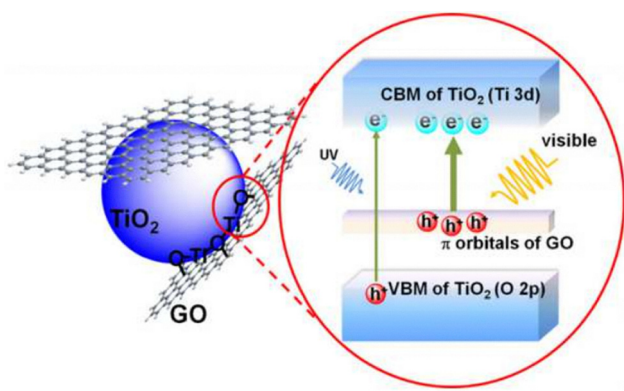 CBM of TiO₂ (Ti 3d)
e⁻
e⁻ e⁻ e⁻
UV
visible
h⁺ h⁺ h⁺
π orbitals of GO
h⁺
VBM of TiO₂ (O 2p)
TiO₂
O
Ti
O
Ti
O
GO